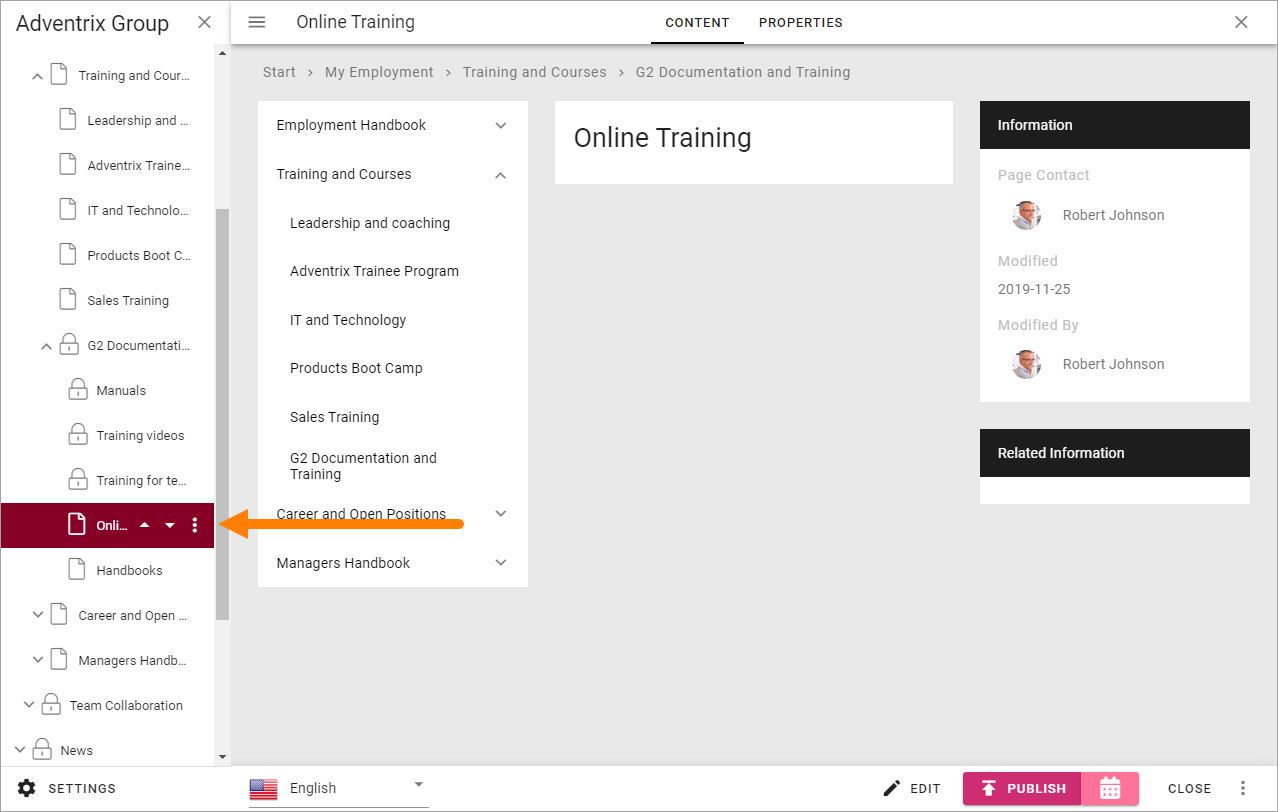 Adventrix Group
Training and Cour...
Leadership and ...
Adventrix Traine...
IT and Technolo...
Products Boot C...
Sales Training
G2 Documentati...
Manuals
Training videos
Training for te...
Onli...
Handbooks
Career and Open ...
Managers Handb...
Team Collaboration
News
SETTINGS
Online Training
CONTENT PROPERTIES
Start > My Employment > Training and Courses > G2 Documentation and Training
Employment Handbook
Training and Courses
Leadership and coaching
Adventrix Trainee Program
IT and Technology
Products Boot Camp
Sales Training
G2 Documentation and
Training
Career and Open Positions
Managers Handbook
Online Training
Information
Page Contact
Robert Johnson
Modified
2019-11-25
Modified By
Robert Johnson
Related Information
English
EDIT
PUBLISH
CLOSE